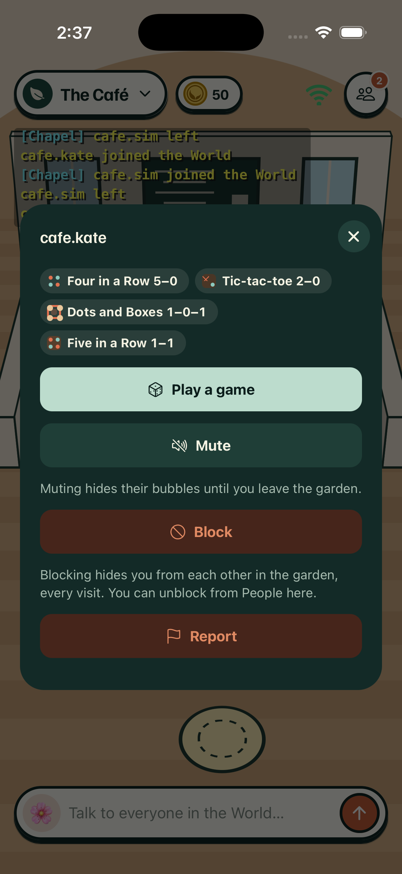 2:37
The Café
50
2
[Chapel] cafe.sim left
cafe.kate joined the World
[Chapel] cafe.sim joined the World
cafe.sim left
cafe.kate
Four in a Row 5–0
Tic-tac-toe 2–0
Dots and Boxes 1–0–1
Five in a Row 1–1
Play a game
Mute
Muting hides their bubbles until you leave the garden.
Block
Blocking hides you from each other in the garden,
every visit. You can unblock from People here.
Report
Talk to everyone in the World...